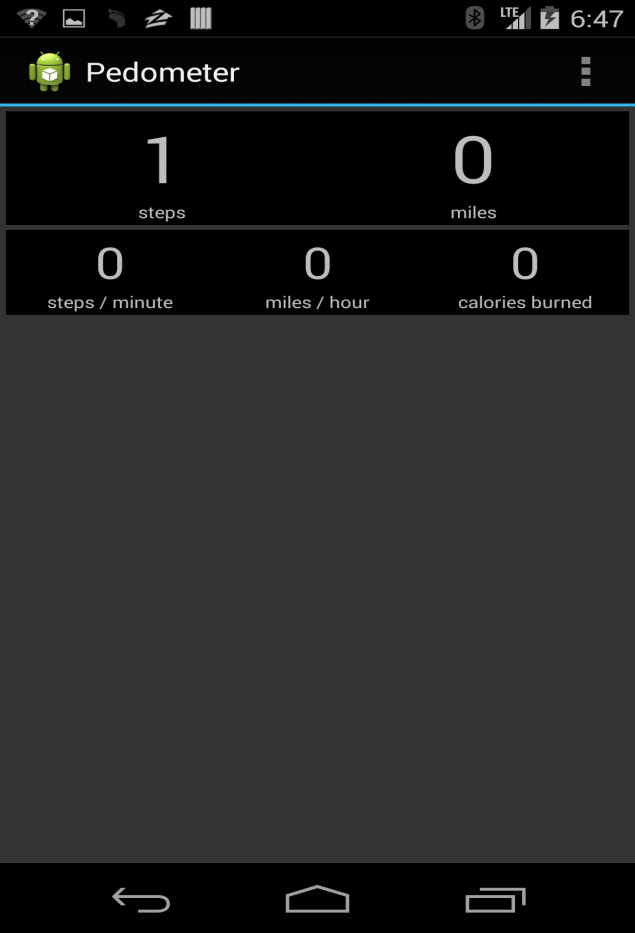 LTE 6:47
Pedometer
1 0
steps miles
0 0 0
steps / minute miles / hour calories burned